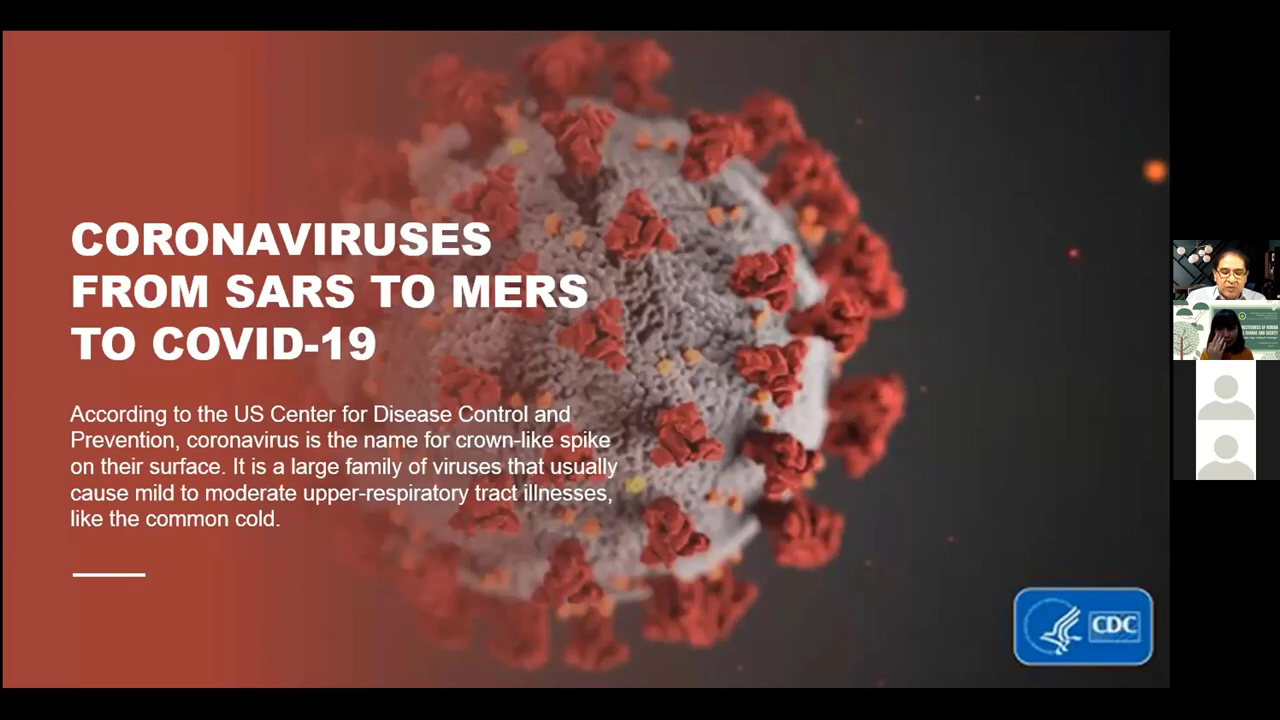 CORONAVIRUSES
FROM SARS TO MERS
TO COVID-19
According to the US Center for Disease Control and
Prevention, coronavirus is the name for crown-like spike
on their surface. It is a large family of viruses that usually
cause mild to moderate upper-respiratory tract illnesses,
like the common cold.
CDC